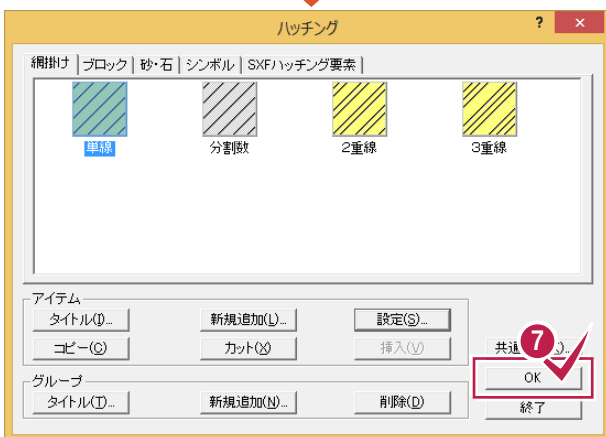 ハッチング ? ×
網掛け ブロック 砂・石 シンボル SXFハッチング要素
単線 分割数 2重線 3重線
アイテム
タイトル(I)... 新規追加(L)... 設定(S)...
コピー(C) カット(X) 挿入(V) 共通
7
グループ OK
タイトル(T)... 新規追加(N)... 削除(D) 終了